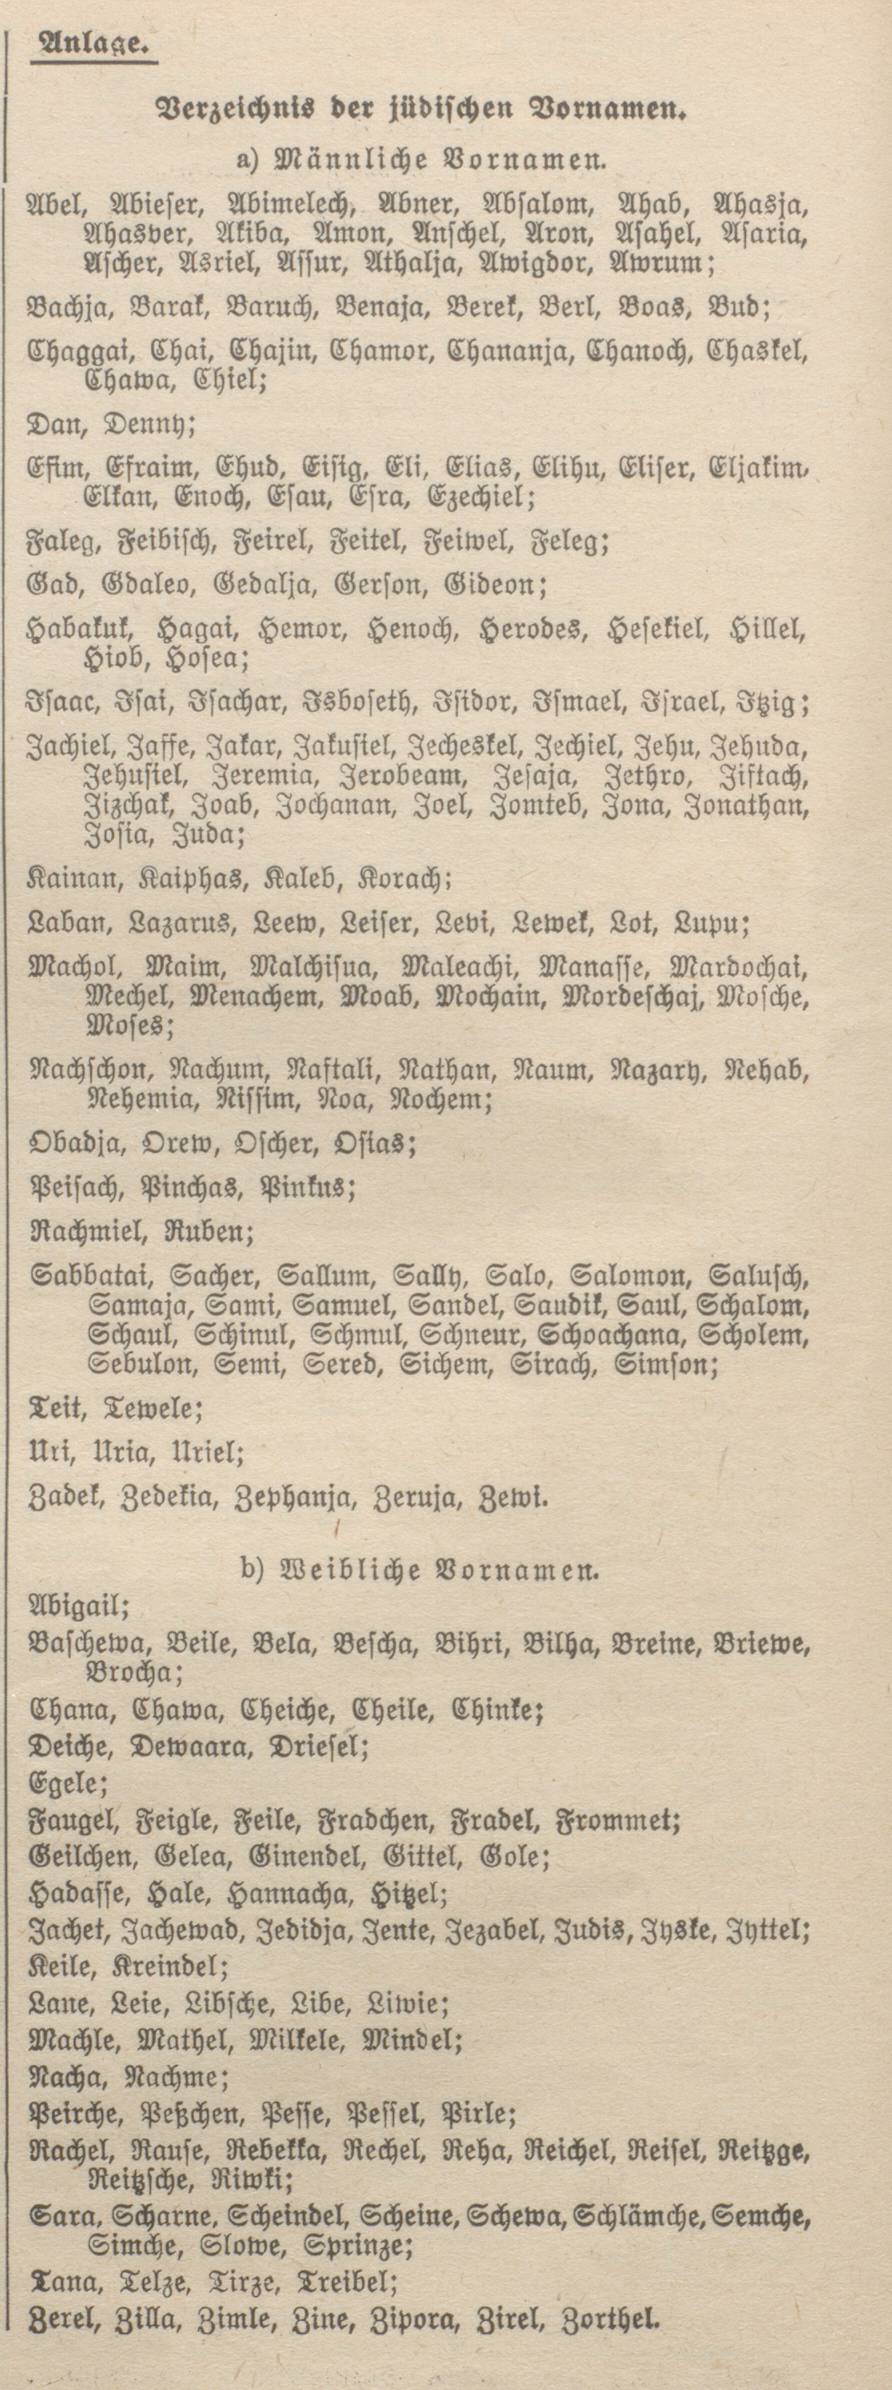 Anlage.
Verzeichnis der jüdischen Vornamen.
a) Männliche Vornamen.
Abel, Abieser, Abimelech, Abner, Absalom, Ahab, Ahasja,
Ahasver, Akiba, Amon, Anschel, Aron, Asahel, Asaria,
Ascher, Asriel, Assur, Athalja, Awigdor, Awrum;
Bachja, Barak, Baruch, Benaja, Berek, Berl, Boas, Bud;
Chaggai, Chai, Chajin, Chamor, Chananja, Chanoch, Chaskel,
Chawa, Chiel;
Dan, Denny;
Efim, Efraim, Ehud, Eisig, Eli, Elias, Elihu, Eliser, Eljakim,
Elkan, Enoch, Esau, Esra, Ezechiel;
Faleg, Feibisch, Feirel, Feitel, Feiwel, Feleg;
Gad, Gdaleo, Gedalja, Gerson, Gideon;
Habakuk, Hagai, Hemor, Henoch, Herodes, Hesekiel, Hillel,
Hiob, Hosea;
Isaac, Isai, Isachar, Isboseth, Isidor, Ismael, Israel, Itzig;
Jachiel, Jaffe, Jakar, Jakusiel, Jecheskel, Jechiel, Jehu, Jehuda,
Jehusiel, Jeremia, Jerobeam, Jesaja, Jethro, Jiftach,
Jizchak, Joab, Jochanan, Joel, Jomteb, Jona, Jonathan,
Josia, Juda;
Kainan, Kaiphas, Kaleb, Korach;
Laban, Lazarus, Leew, Leiser, Levi, Lewek, Lot, Lupu;
Machol, Maim, Malchisua, Maleachi, Manasse, Mardochai,
Mechel, Menachem, Moab, Mochain, Mordeschaj, Mosche,
Moses;
Nachschon, Nachum, Naftali, Nathan, Naum, Nazary, Nehab,
Nehemia, Nissim, Noa, Nochem;
Obadja, Orew, Oscher, Osias;
Peisach, Pinchas, Pinkus;
Rachmiel, Ruben;
Sabbatai, Sacher, Sallum, Sally, Salo, Salomon, Salusch,
Samaja, Sami, Samuel, Sandel, Saudik, Saul, Schalom,
Schaul, Schinul, Schmul, Schneur, Schoachana, Scholem,
Sebulon, Semi, Sered, Sichem, Sirach, Simson;
Teit, Tewele;
Uri, Uria, Uriel;
Zadek, Zedekia, Zephanja, Zeruja, Zewi.
b) Weibliche Vornamen.
Abigail;
Baschewa, Beile, Bela, Bescha, Bihri, Bilha, Breine, Briewe,
Brocha;
Chana, Chawa, Cheiche, Cheile, Chinke;
Deiche, Dewaara, Driesel;
Egele;
Faugel, Feigle, Feile, Fradchen, Fradel, Frommet;
Geilchen, Gelea, Ginendel, Gittel, Gole;
Hadasse, Hale, Hannacha, Hitzel;
Jachet, Jachewad, Jedidja, Jente, Jezabel, Judis, Jyske, Jyttel;
Keile, Kreindel;
Lane, Leie, Libsche, Libe, Liwie;
Machle, Mathel, Milkele, Mindel;
Nacha, Nachme;
Peirche, Peßchen, Pesse, Pessel, Pirle;
Rachel, Rause, Rebekka, Rechel, Reha, Reichel, Reisel, Reitzge,
Reitzsche, Riwki;
Sara, Scharne, Scheindel, Scheine, Schewa, Schlämche, Semche,
Simche, Slowe, Sprinze;
Tana, Telze, Tirze, Treibel;
Zerel, Zilla, Zimle, Zine, Zipora, Zirel, Zorthel.